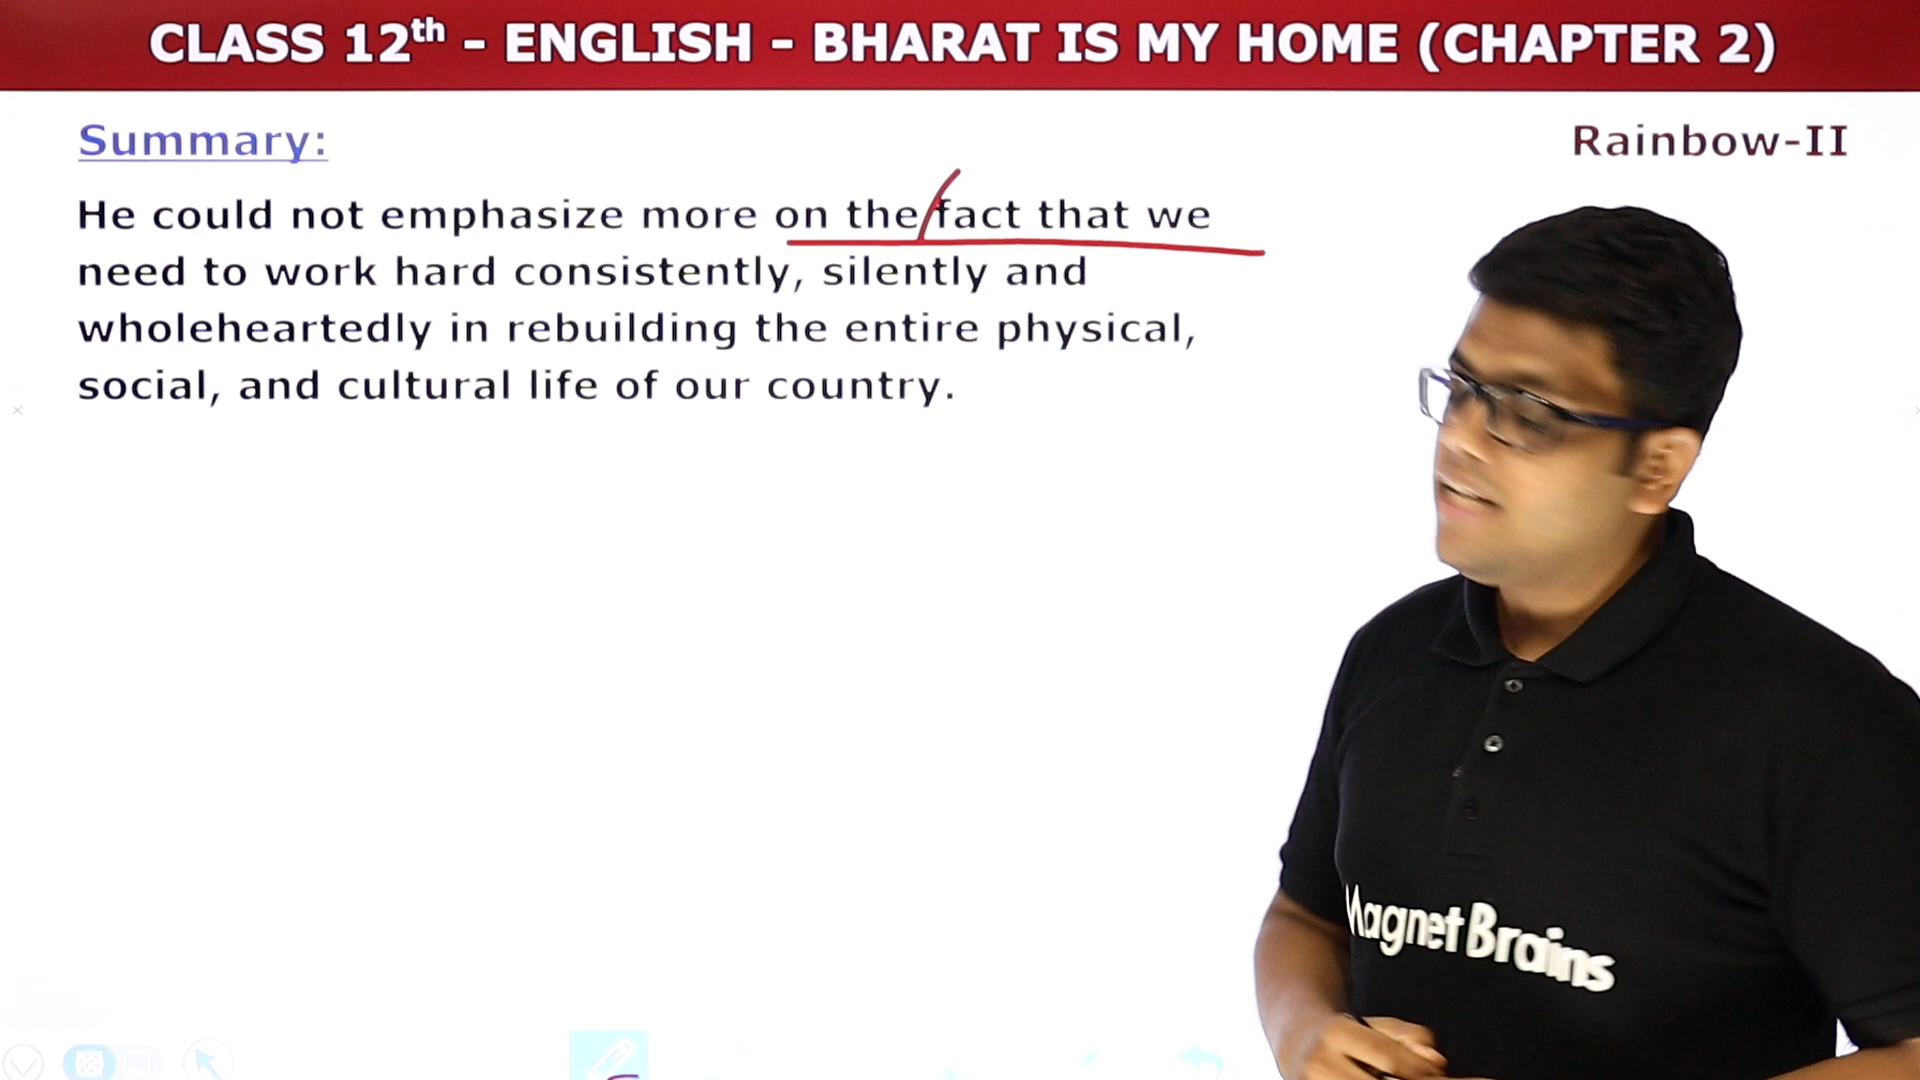 CLASS 12th - ENGLISH - BHARAT IS MY HOME (CHAPTER 2)
Summary:
Rainbow-II
He could not emphasize more on the fact that we
need to work hard consistently, silently and
wholeheartedly in rebuilding the entire physical,
social, and cultural life of our country.
Magnet Brains